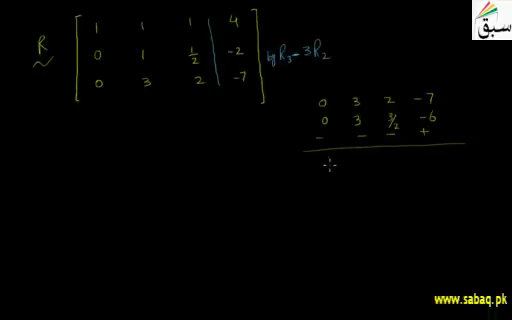 سبق
R ~ [ 1 1 1 | 4
0 1 1/2 | -2
0 3 2 | -7 ] by R₃ - 3R₂
0 3 2 -7
0 3 3/2 -6
- - - +
www.sabaq.pk